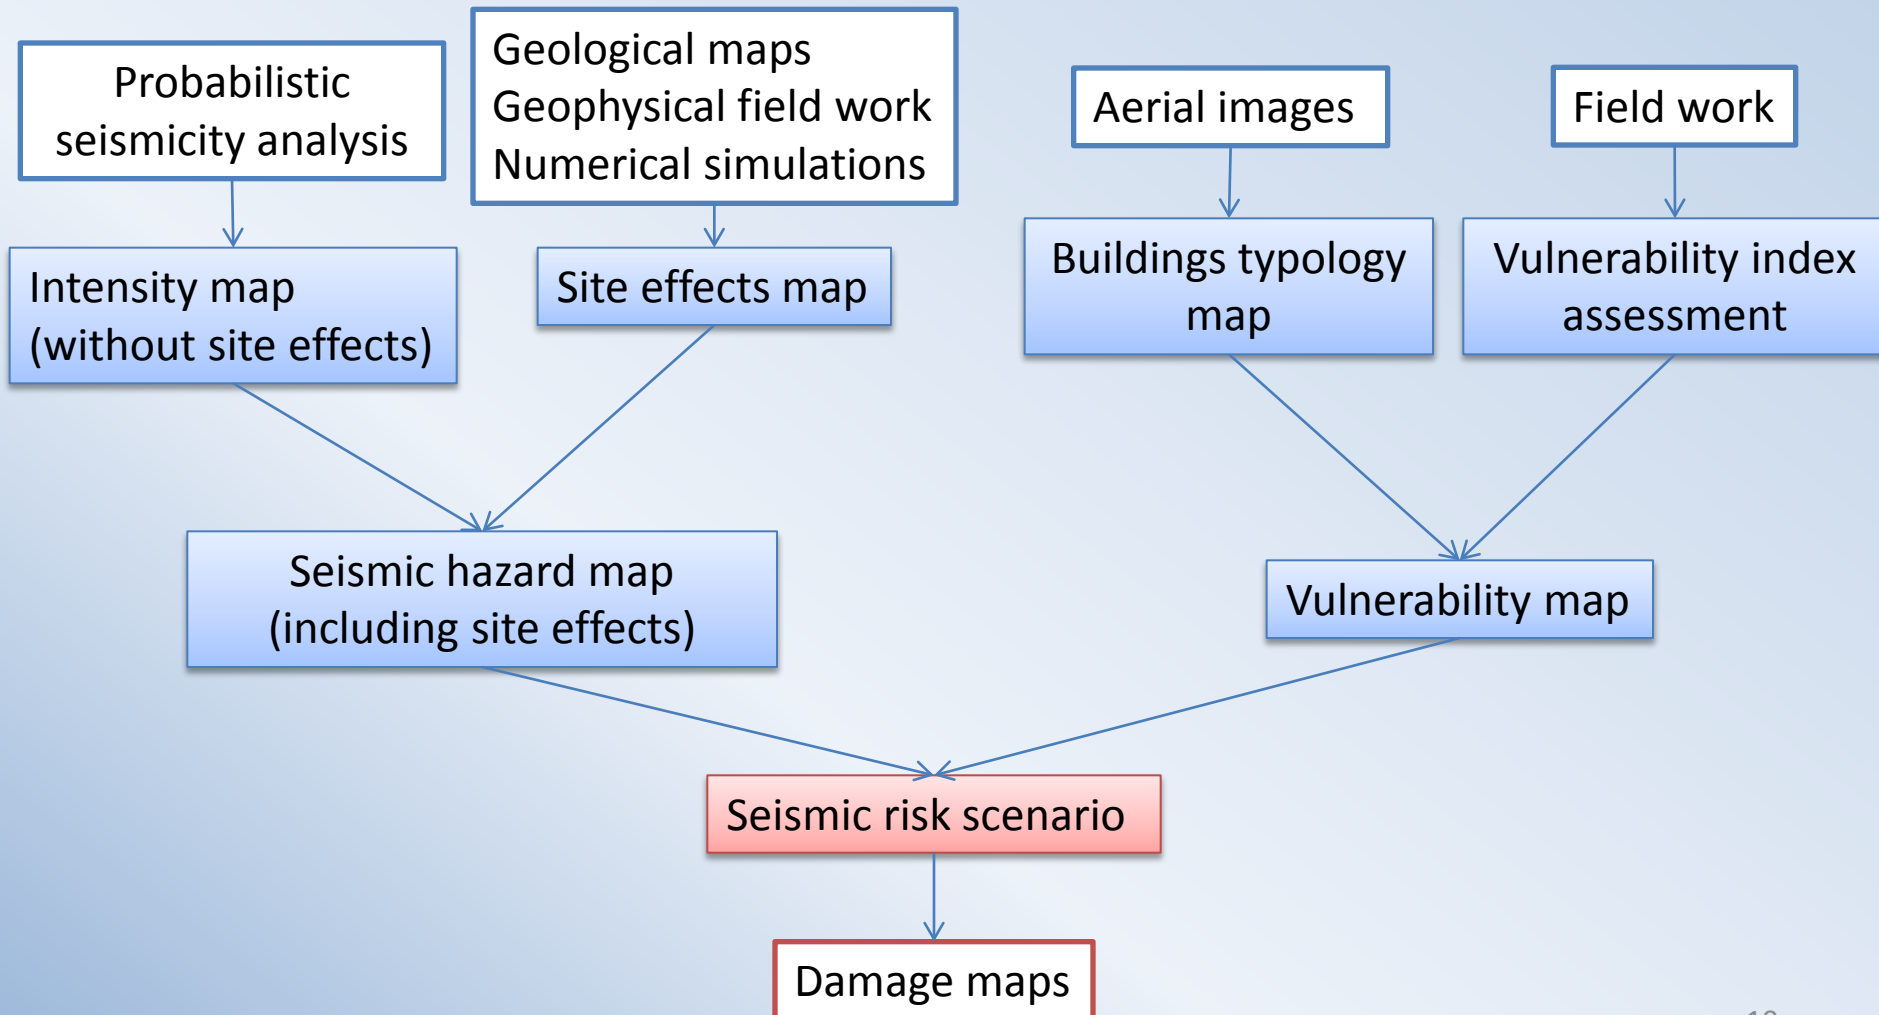 Probabilistic
seismicity analysis
Geological maps
Geophysical field work
Numerical simulations
Aerial images
Field work
Intensity map
(without site effects)
Site effects map
Buildings typology
map
Vulnerability index
assessment
Seismic hazard map
(including site effects)
Vulnerability map
Seismic risk scenario
Damage maps